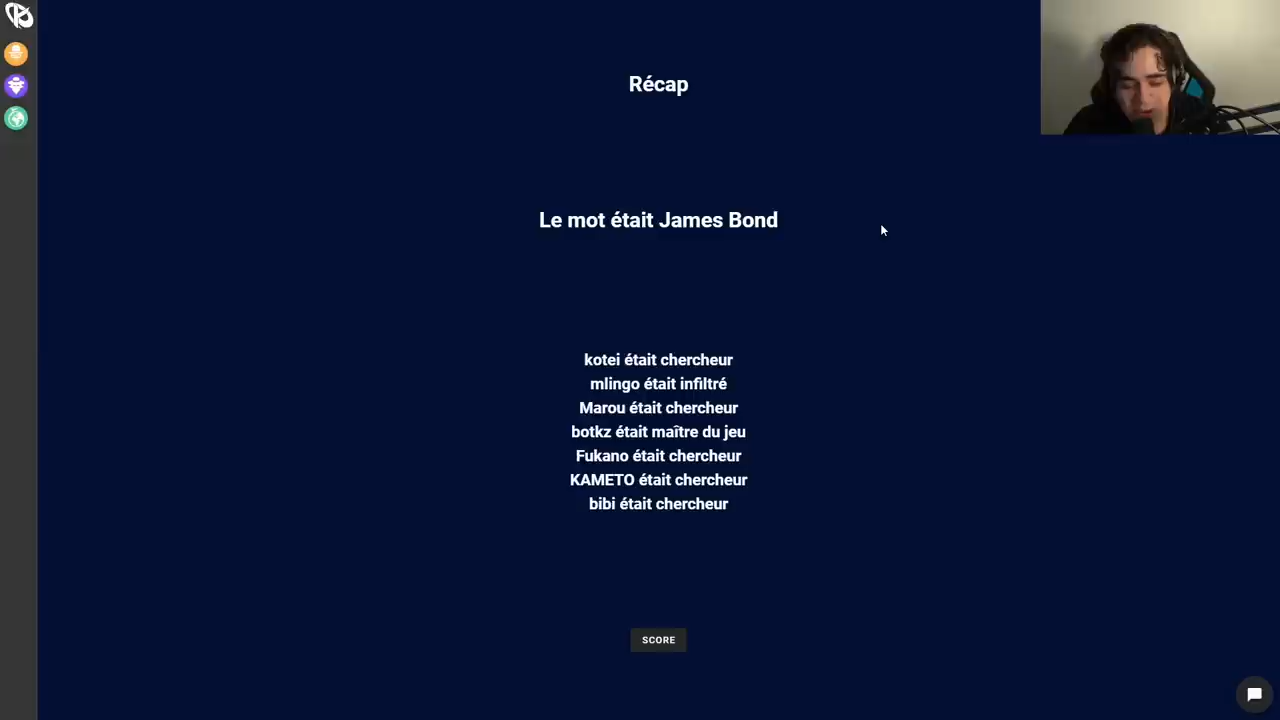 Récap
Le mot était James Bond
kotei était chercheur
mlingo était infiltré
Marou était chercheur
botkz était maître du jeu
Fukano était chercheur
KAMETO était chercheur
bibi était chercheur
SCORE